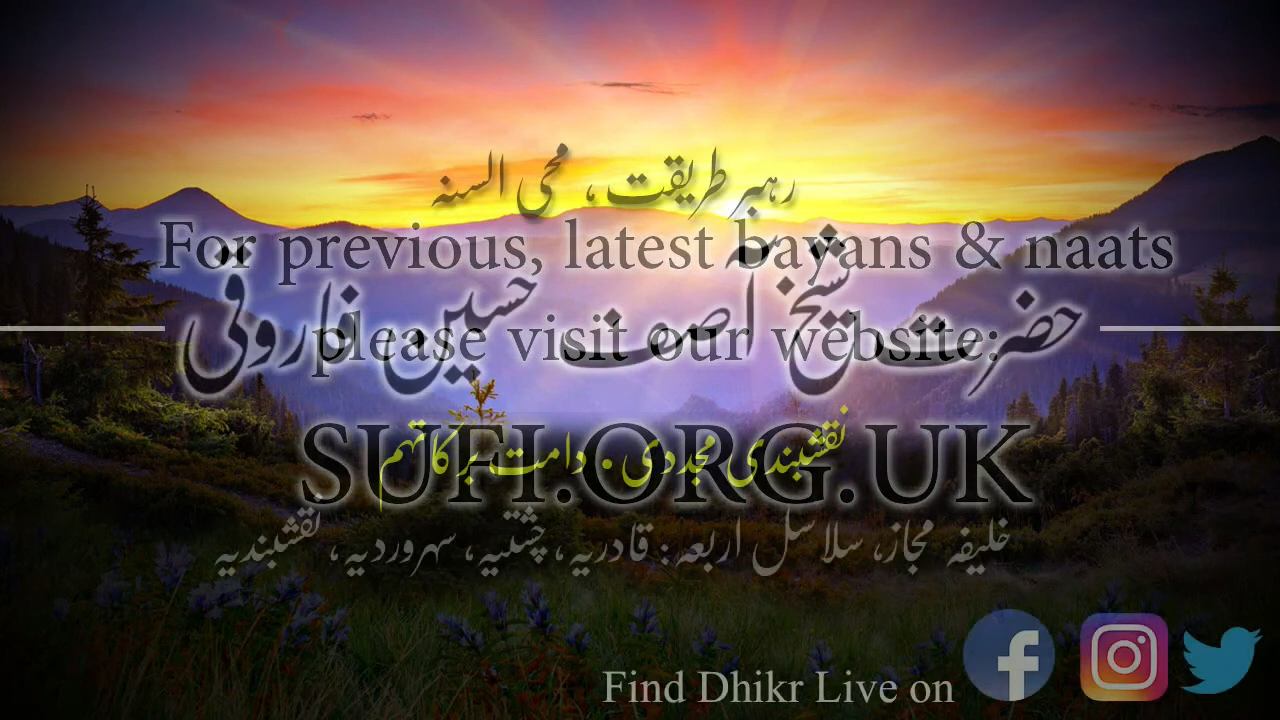 رہبر طریقت، محی السنہ
For previous, latest bayans & naats
حضرت شیخ آصف حسین فاروقی
please visit our website:
نقشبندی مجددی • دامت برکاتہم
SUFI.ORG.UK
خلیفہ مجاز، سلاسل اربعہ: قادریہ، چشتیہ، سہروردیہ، نقشبندیہ
Find Dhikr Live on